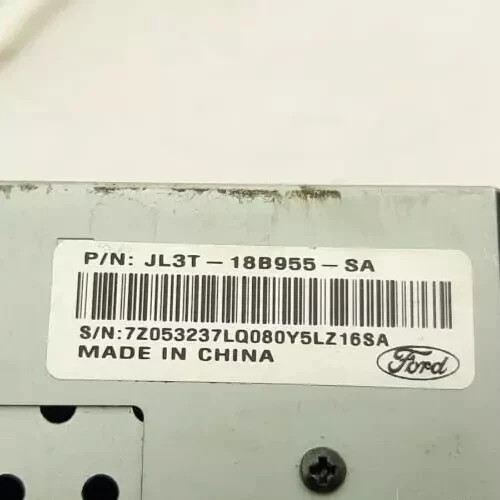 P/N: JL3T-18B955-SA
S/N:7Z053237LQ080Y5LZ16SA
MADE IN CHINA
Ford